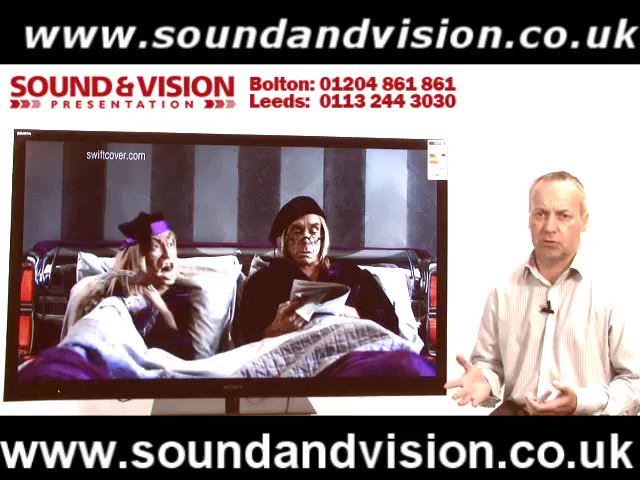 www.soundandvision.co.uk
SOUND & VISION
PRESENTATION
Bolton: 01204 861 861
Leeds: 0113 244 3030
swiftcover.com
SONY
www.soundandvision.co.uk